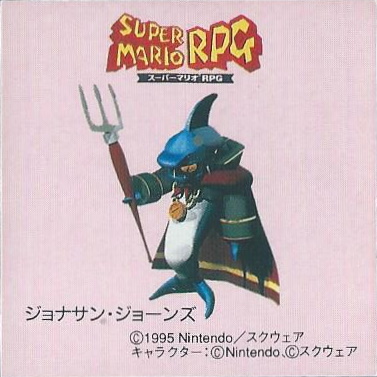 SUPER
MARIO RPG
スーパーマリオRPG
ジョナサン・ジョーンズ
©1995 Nintendo／スクウェア
キャラクター：©Nintendo、©スクウェア